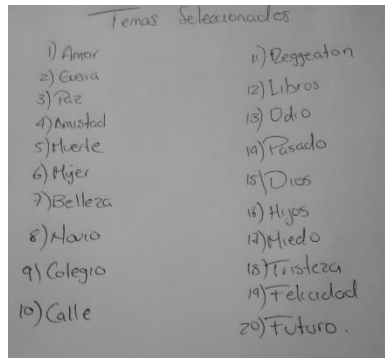 Temas Seleccionados.
1) Amor
2) Guerra
3) Paz
4) Amistad
5) Muerte
6) Mujer
7) Belleza
8) Novio
9) Colegio
10) Calle
11) Reggeaton
12) Libros
13) Odio
14) Pasado
15) Dios
16) Hijos
17) Miedo
18) Tristeza
19) Felicidad
20) Futuro.